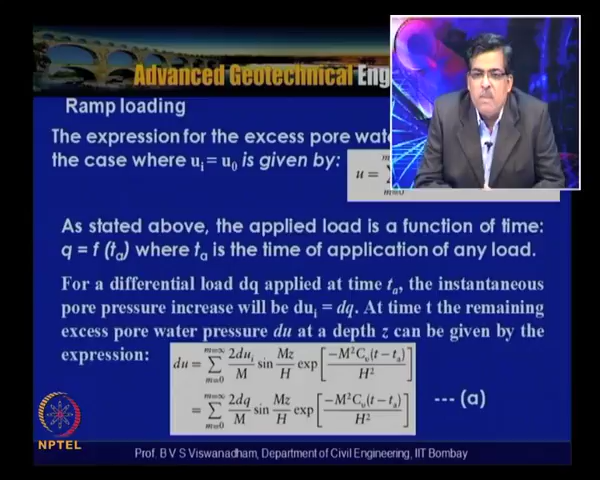 Advanced Geotechnical Eng
Ramp loading
The expression for the excess pore wate
the case where uᵢ = u₀ is given by: u = Σ
m=0
As stated above, the applied load is a function of time:
q = f (tₐ) where tₐ is the time of application of any load.
For a differential load dq applied at time tₐ, the instantaneous
pore pressure increase will be duᵢ = dq. At time t the remaining
excess pore water pressure du at a depth z can be given by the
expression:
du = Σ_{m=0}^{m=∞} (2duᵢ/M) sin (Mz/H) exp [−M²Cᵥ(t − tₐ)/H²]
= Σ_{m=0}^{m=∞} (2dq/M) sin (Mz/H) exp [−M²Cᵥ(t − tₐ)/H²] --- (a)
NPTEL
Prof. B V S Viswanadham, Department of Civil Engineering, IIT Bombay